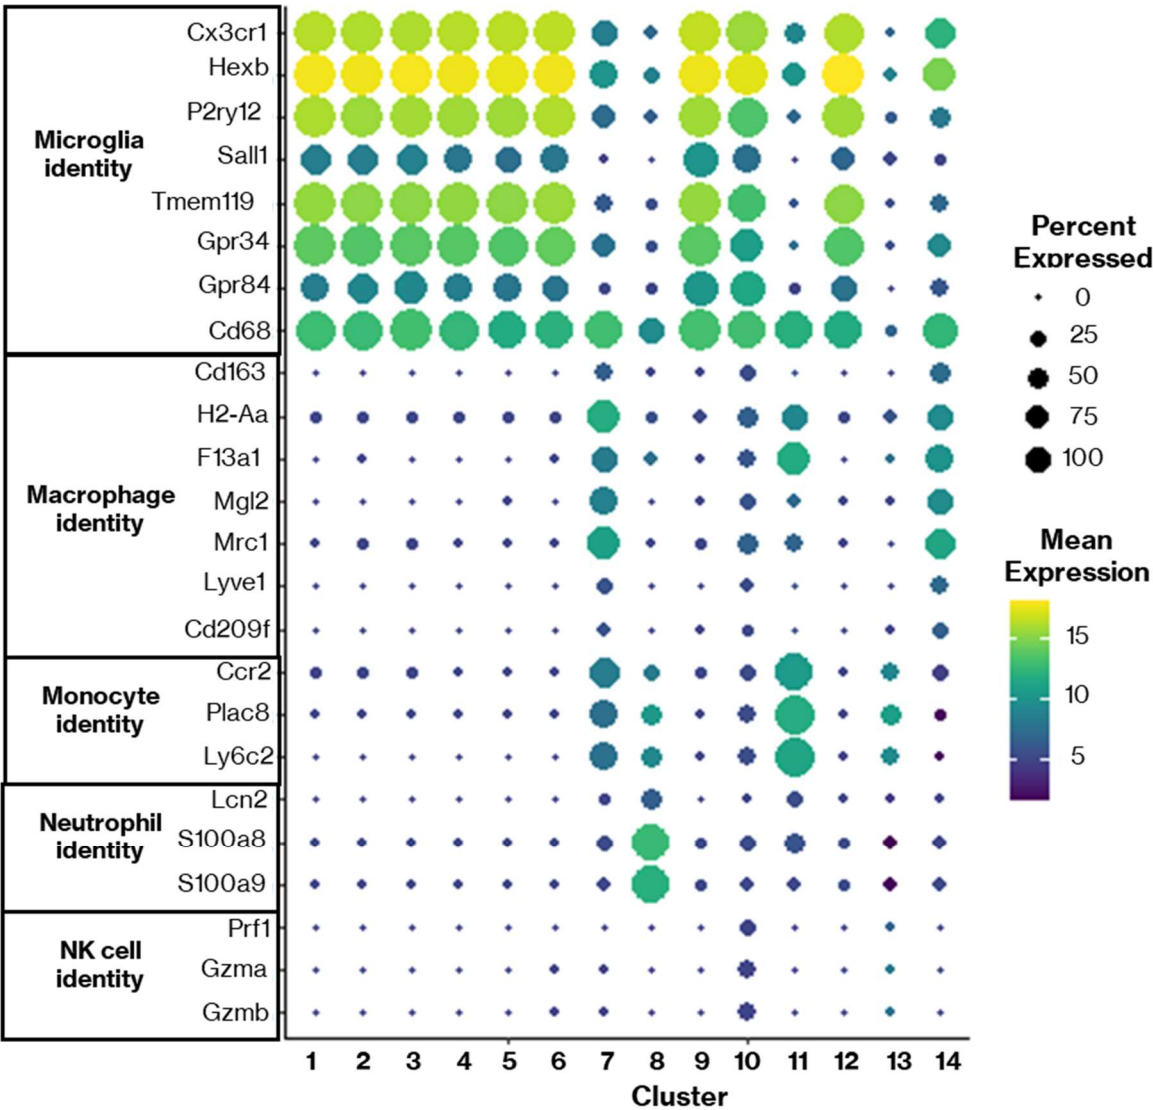 Microglia
identity
Cx3cr1
Hexb
P2ry12
Sall1
Tmem119
Gpr34
Gpr84
Cd68
Macrophage
identity
Cd163
H2-Aa
F13a1
Mgl2
Mrc1
Lyve1
Cd209f
Monocyte
identity
Ccr2
Plac8
Ly6c2
Neutrophil
identity
Lcn2
S100a8
S100a9
NK cell
identity
Prf1
Gzma
Gzmb
1 2 3 4 5 6 7 8 9 10 11 12 13 14
Cluster
Percent
Expressed
0
25
50
75
100
Mean
Expression
15
10
5